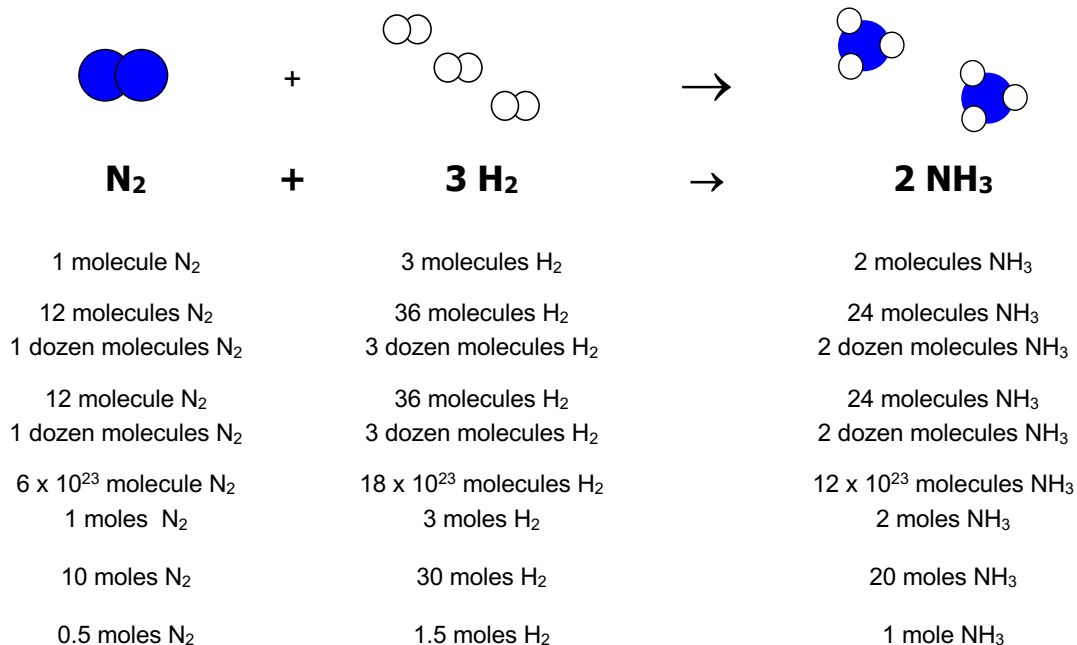 + →
N₂ + 3 H₂ → 2 NH₃
1 molecule N₂ 3 molecules H₂ 2 molecules NH₃
12 molecules N₂ 36 molecules H₂ 24 molecules NH₃
1 dozen molecules N₂ 3 dozen molecules H₂ 2 dozen molecules NH₃
12 molecule N₂ 36 molecules H₂ 24 molecules NH₃
1 dozen molecules N₂ 3 dozen molecules H₂ 2 dozen molecules NH₃
6 x 10²³ molecule N₂ 18 x 10²³ molecules H₂ 12 x 10²³ molecules NH₃
1 moles N₂ 3 moles H₂ 2 moles NH₃
10 moles N₂ 30 moles H₂ 20 moles NH₃
0.5 moles N₂ 1.5 moles H₂ 1 mole NH₃